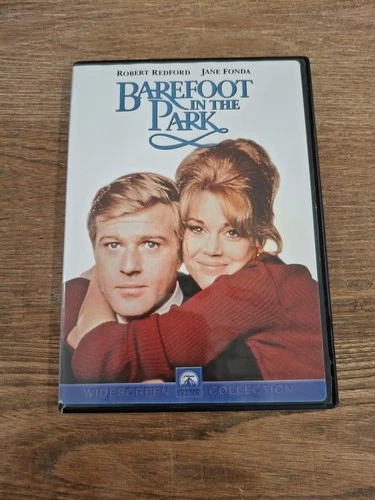 ROBERT REDFORD JANE FONDA
BAREFOOT
IN THE
PARK
WIDESCREEN COLLECTION